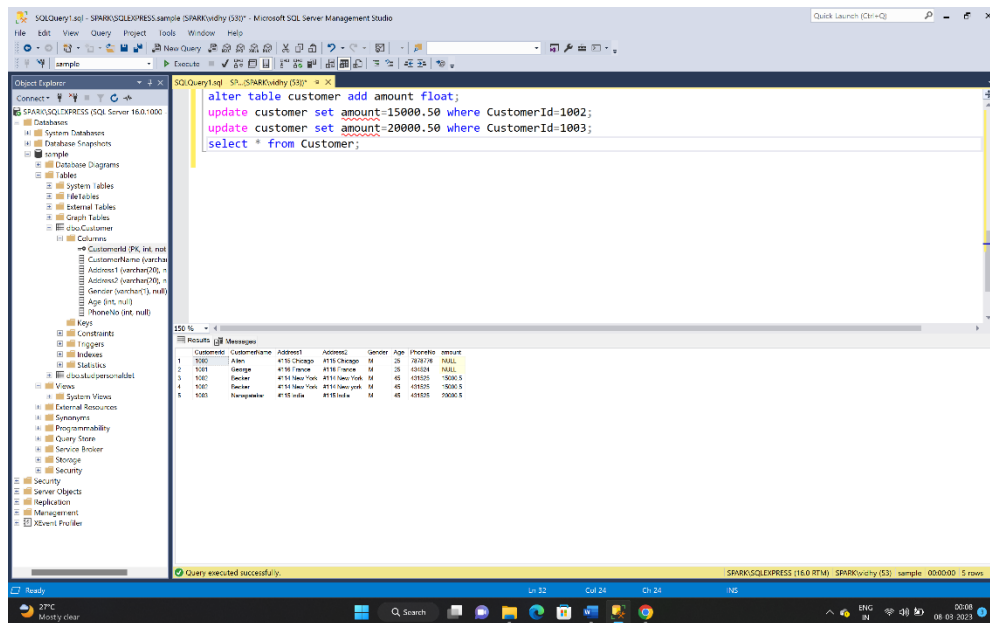 SQLQuery1.sql - SPARK\SQLEXPRESS.sample (SPARK\vidhy (53))* - Microsoft SQL Server Management Studio
Quick Launch (Ctrl+Q)
File Edit View Query Project Tools Window Help
New Query
sample
Execute
Object Explorer
SQLQuery1.sql - SP...(SPARK\vidhy (53))*
Connect
SPARK\SQLEXPRESS (SQL Server 16.0.1000
Databases
System Databases
Database Snapshots
sample
Database Diagrams
Tables
System Tables
FileTables
External Tables
Graph Tables
dbo.Customer
Columns
CustomerId (PK, int, not
CustomerName (varchar
Address1 (varchar(20), n
Address2 (varchar(20), n
Gender (varchar(1), null)
Age (int, null)
PhoneNo (int, null)
Keys
Constraints
Triggers
Indexes
Statistics
dbo.studpersonaldet
Views
System Views
External Resources
Synonyms
Programmability
Query Store
Service Broker
Storage
Security
Security
Server Objects
Replication
Management
XEvent Profiler
alter table customer add amount float;
update customer set amount=15000.50 where CustomerId=1002;
update customer set amount=20000.50 where CustomerId=1003;
select * from Customer;
150 %
Results Messages
CustomerId CustomerName Address1 Address2 Gender Age PhoneNo amount
1 1000 Allen #115 Chicago #115 Chicago M 25 7878776 NULL
2 1001 George #116 France #116 France M 25 434524 NULL
3 1002 Becker #114 New York #114 New York M 45 431525 15000.5
4 1002 Becker #114 New York #114 New york M 45 431525 15000.5
5 1003 #115 India #115 India M 45 431525 20000.5
Query executed successfully.
SPARK\SQLEXPRESS (16.0 RTM) SPARK\vidhy (53) sample 00:00:00 5 rows
Ready
Ln 32 Col 24 Ch 24 INS
27°C
Mostly clear
Search
ENG
IN
00:08
08-03-2023